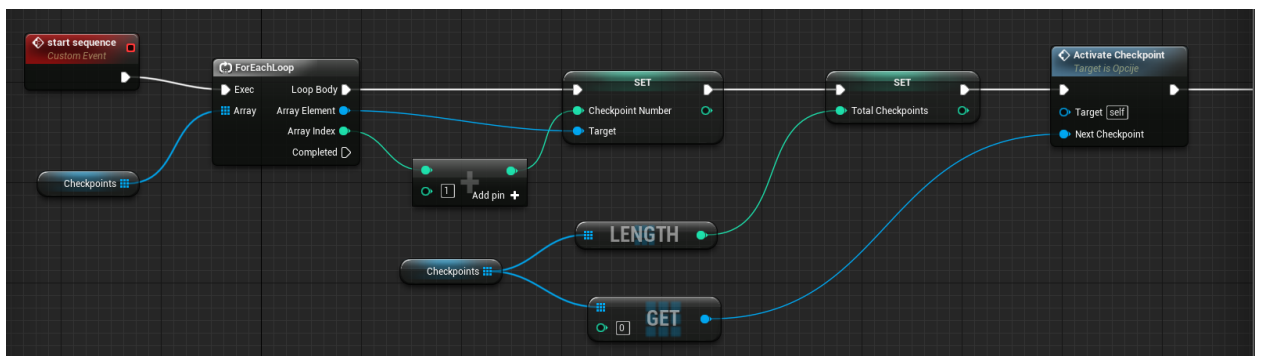 start sequence
Custom Event
ForEachLoop
Exec
Loop Body
Array
Array Element
Array Index
Completed
Checkpoints
1
Add pin
SET
Checkpoint Number
Target
SET
Total Checkpoints
Checkpoints
LENGTH
0
GET
Activate Checkpoint
Target is Opcije
Target
self
Next Checkpoint